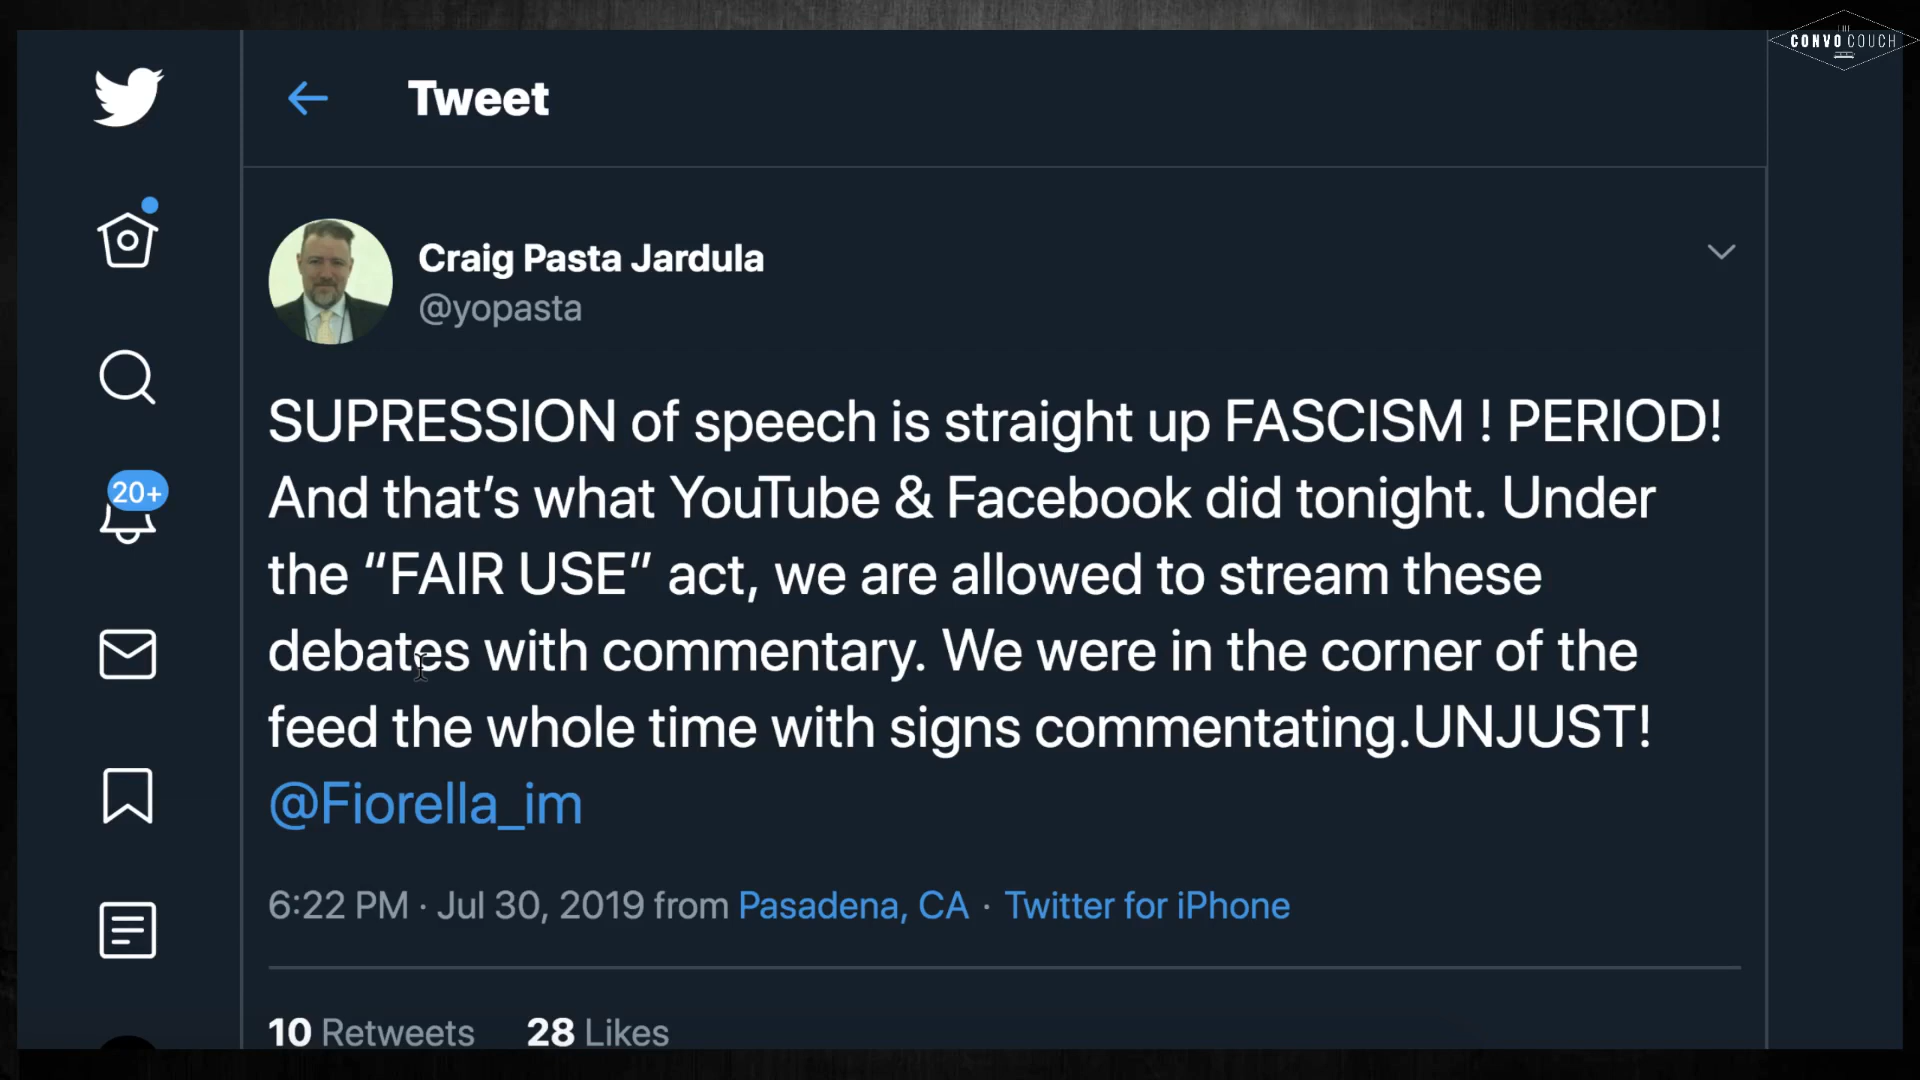 CONVO COUCH
Tweet
Craig Pasta Jardula
@yopasta
20+
SUPRESSION of speech is straight up FASCISM ! PERIOD!
And that's what YouTube & Facebook did tonight. Under
the “FAIR USE” act, we are allowed to stream these
debates with commentary. We were in the corner of the
feed the whole time with signs commentating.UNJUST!
@Fiorella_im
6:22 PM · Jul 30, 2019 from Pasadena, CA · Twitter for iPhone
10 Retweets 28 Likes